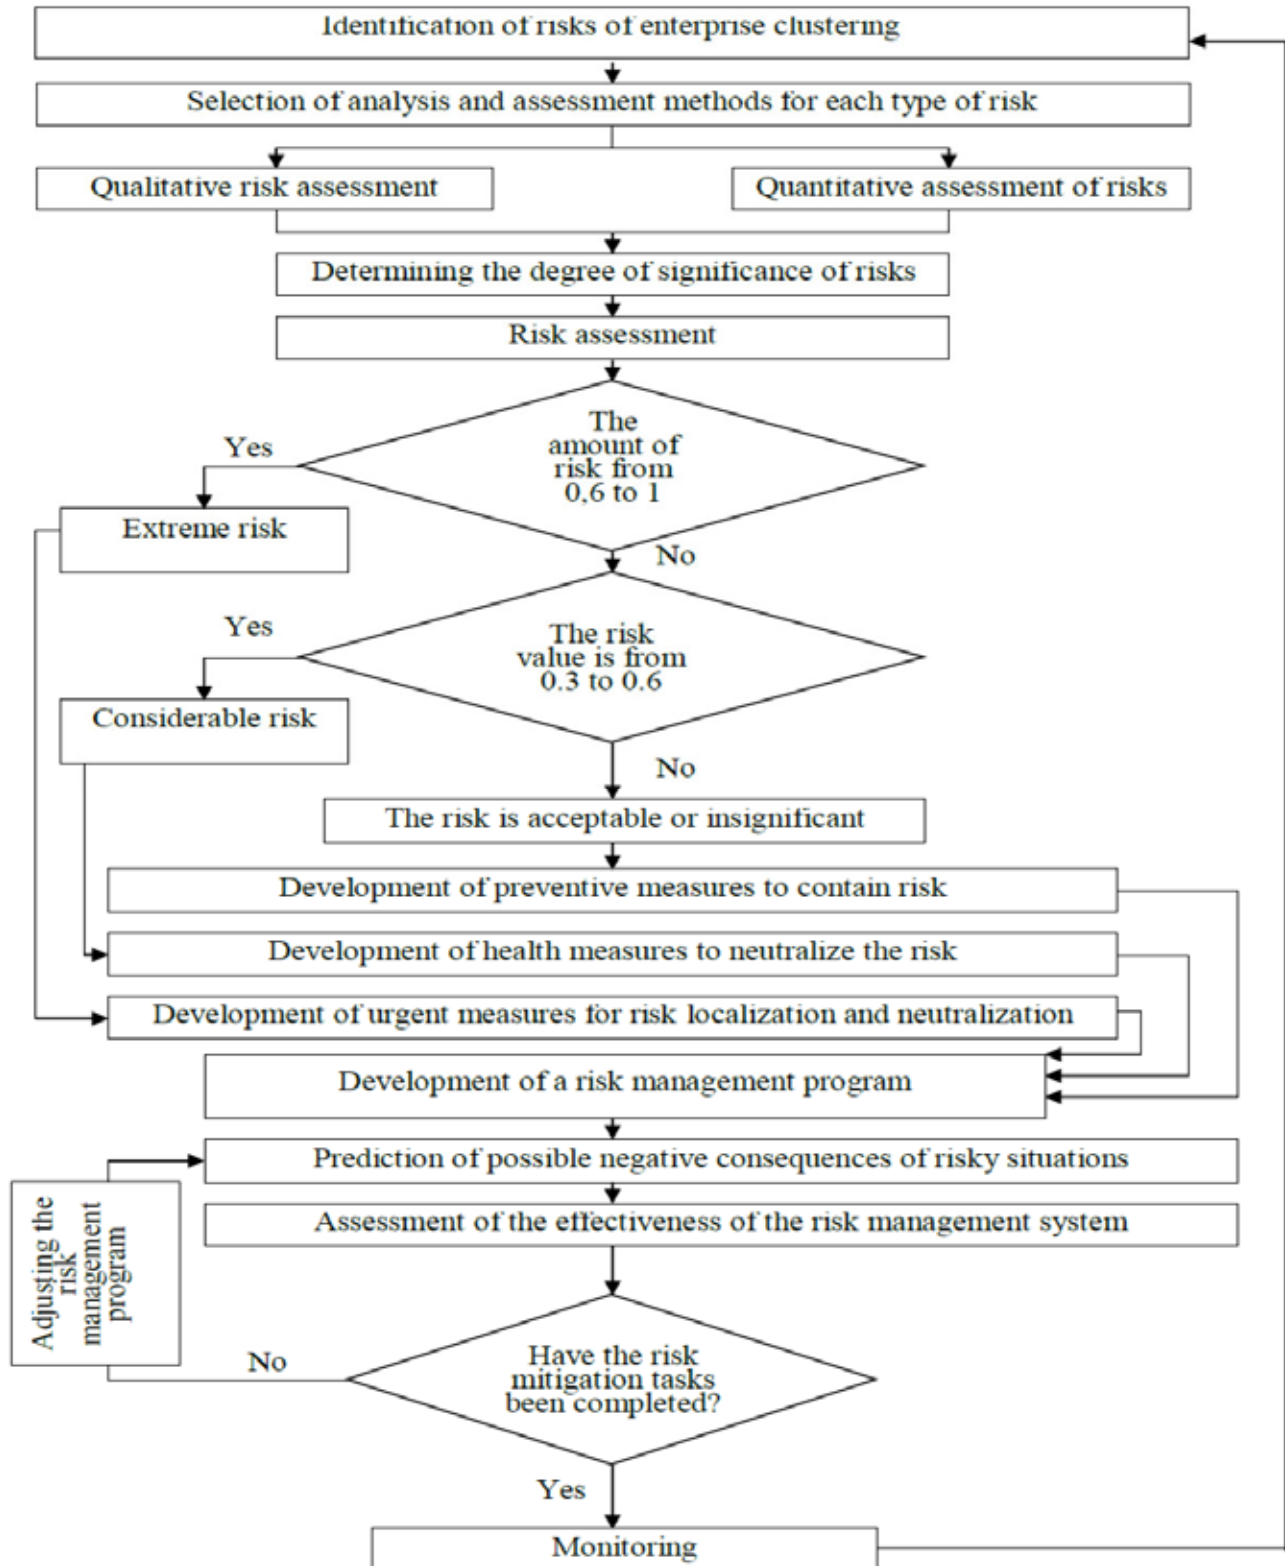 Identification of risks of enterprise clustering
Selection of analysis and assessment methods for each type of risk
Qualitative risk assessment
Quantitative assessment of risks
Determining the degree of significance of risks
Risk assessment
The
amount of
risk from
0,6 to 1
Yes
Extreme risk
No
The risk
value is from
0.3 to 0.6
Yes
Considerable risk
No
The risk is acceptable or insignificant
Development of preventive measures to contain risk
Development of health measures to neutralize the risk
Development of urgent measures for risk localization and neutralization
Development of a risk management program
Prediction of possible negative consequences of risky situations
Assessment of the effectiveness of the risk management system
Adjusting the
risk
management
program
No
Have the risk
mitigation tasks
been completed?
Yes
Monitoring